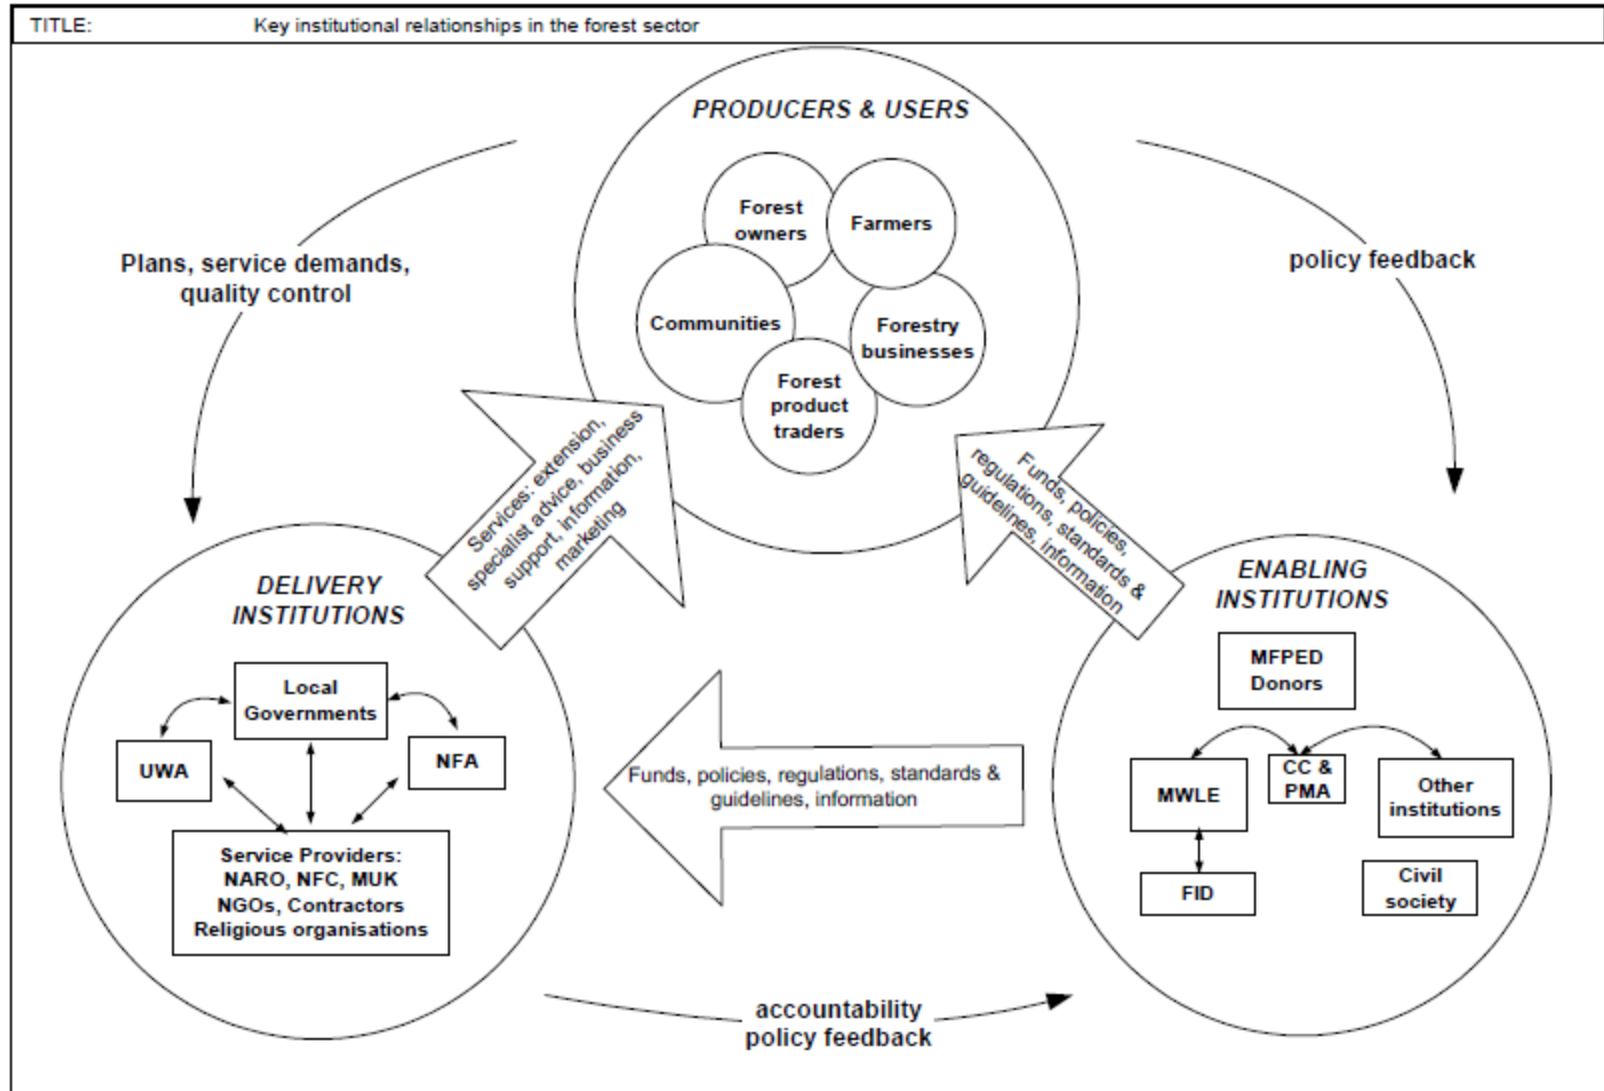 TITLE: Key institutional relationships in the forest sector
PRODUCERS & USERS
Forest
owners
Farmers
Communities
Forestry
businesses
Forest
product
traders
Plans, service demands,
quality control
policy feedback
Services: extension,
specialist advice, business
support, information,
marketing
Funds, policies,
regulations, standards &
guidelines, information
DELIVERY
INSTITUTIONS
Local
Governments
UWA
NFA
Service Providers:
NARO, NFC, MUK
NGOs, Contractors
Religious organisations
Funds, policies, regulations, standards &
guidelines, information
ENABLING
INSTITUTIONS
MFPED
Donors
MWLE
CC &
PMA
Other
institutions
FID
Civil
society
accountability
policy feedback